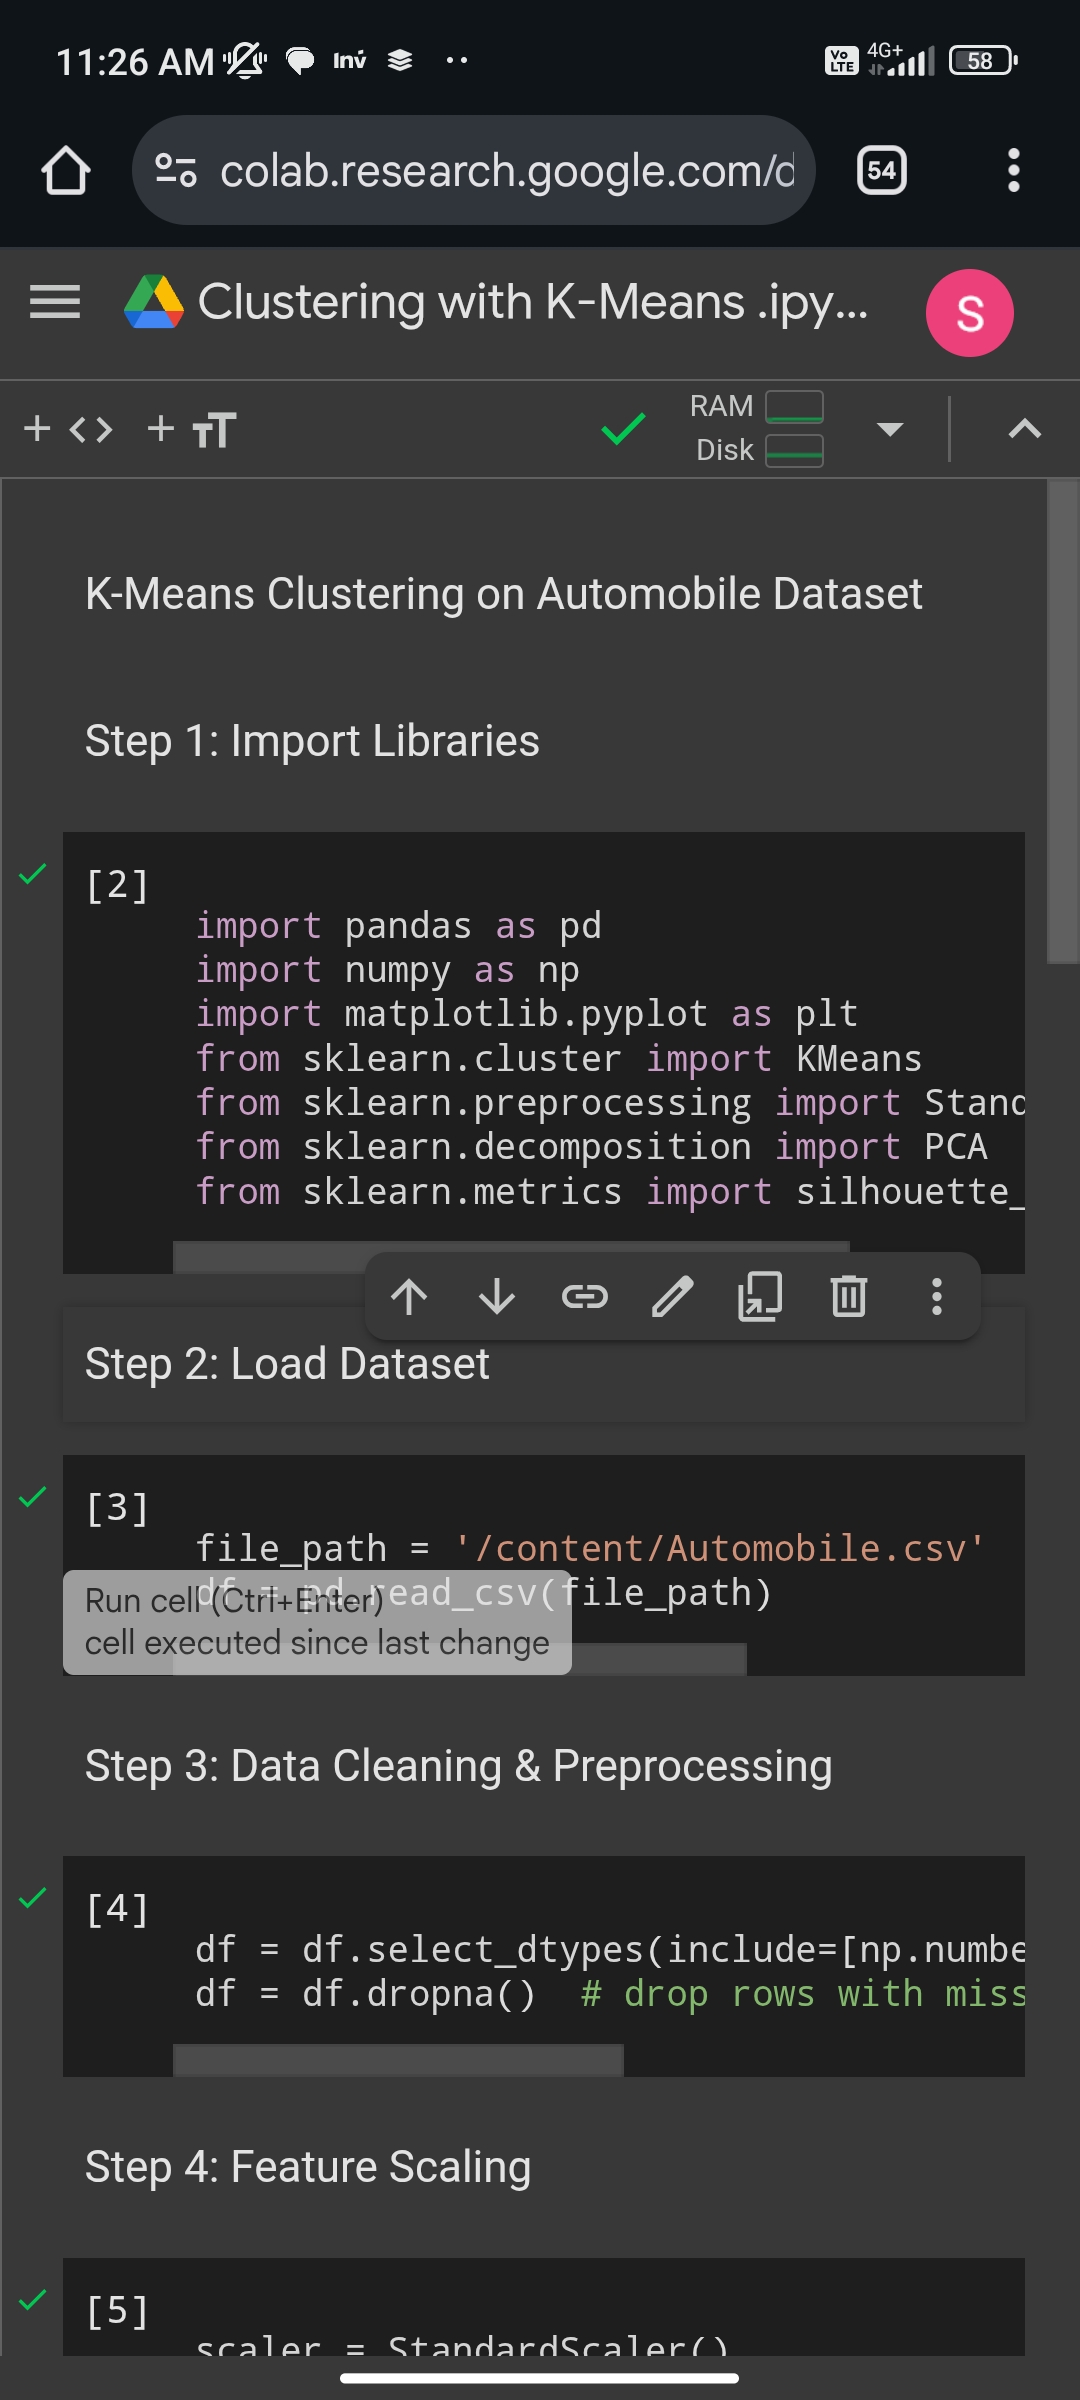 11:26 AM Inv VoLTE 4G+ 58
colab.research.google.com/d 54
Clustering with K-Means .ipy... S
+ <> + TT RAM
Disk
K-Means Clustering on Automobile Dataset
Step 1: Import Libraries
[2]
import pandas as pd
import numpy as np
import matplotlib.pyplot as plt
from sklearn.cluster import KMeans
from sklearn.preprocessing import Stand
from sklearn.decomposition import PCA
from sklearn.metrics import silhouette_
Step 2: Load Dataset
[3]
file_path = '/content/Automobile.csv'
df = pd.read_csv(file_path)
Run cell (Ctrl+Enter)
cell executed since last change
Step 3: Data Cleaning & Preprocessing
[4]
df = df.select_dtypes(include=[np.numbe
df = df.dropna() # drop rows with miss
Step 4: Feature Scaling
[5]
scaler = StandardScaler()